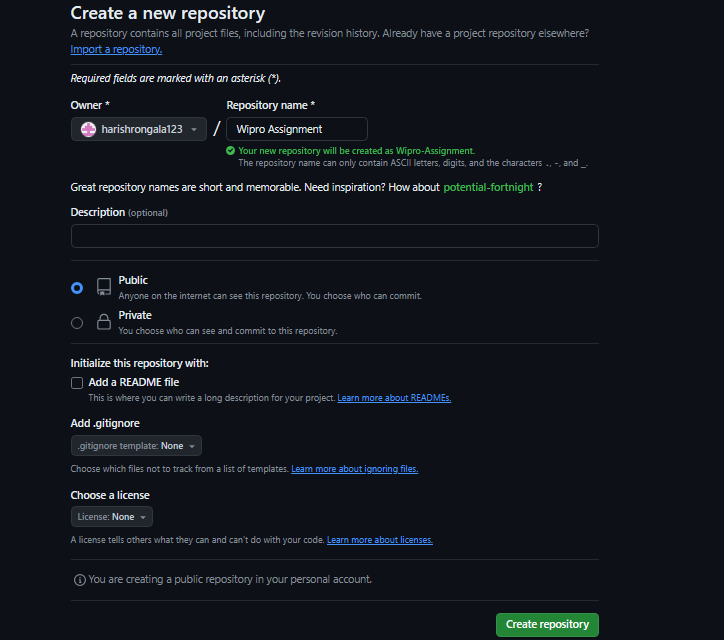 Create a new repository
A repository contains all project files, including the revision history. Already have a project repository elsewhere?
Import a repository.
Required fields are marked with an asterisk (*).
Owner *
Repository name *
harishrongala123
/
Wipro Assignment
Your new repository will be created as Wipro-Assignment.
The repository name can only contain ASCII letters, digits, and the characters ., -, and _.
Great repository names are short and memorable. Need inspiration? How about potential-fortnight ?
Description (optional)
Public
Anyone on the internet can see this repository. You choose who can commit.
Private
You choose who can see and commit to this repository.
Initialize this repository with:
Add a README file
This is where you can write a long description for your project. Learn more about READMEs.
Add .gitignore
.gitignore template: None
Choose which files not to track from a list of templates. Learn more about ignoring files.
Choose a license
License: None
A license tells others what they can and can't do with your code. Learn more about licenses.
You are creating a public repository in your personal account.
Create repository